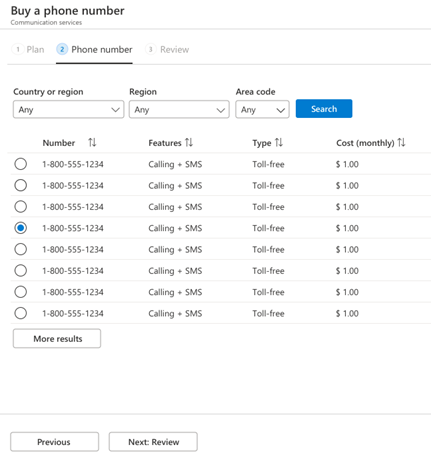 Buy a phone number
Communication services
1 Plan 2 Phone number 3 Review
Country or region Region Area code
Any Any Any Search
Number Features Type Cost (monthly)
1-800-555-1234 Calling + SMS Toll-free $ 1.00
1-800-555-1234 Calling + SMS Toll-free $ 1.00
1-800-555-1234 Calling + SMS Toll-free $ 1.00
1-800-555-1234 Calling + SMS Toll-free $ 1.00
1-800-555-1234 Calling + SMS Toll-free $ 1.00
1-800-555-1234 Calling + SMS Toll-free $ 1.00
1-800-555-1234 Calling + SMS Toll-free $ 1.00
1-800-555-1234 Calling + SMS Toll-free $ 1.00
More results
Previous Next: Review